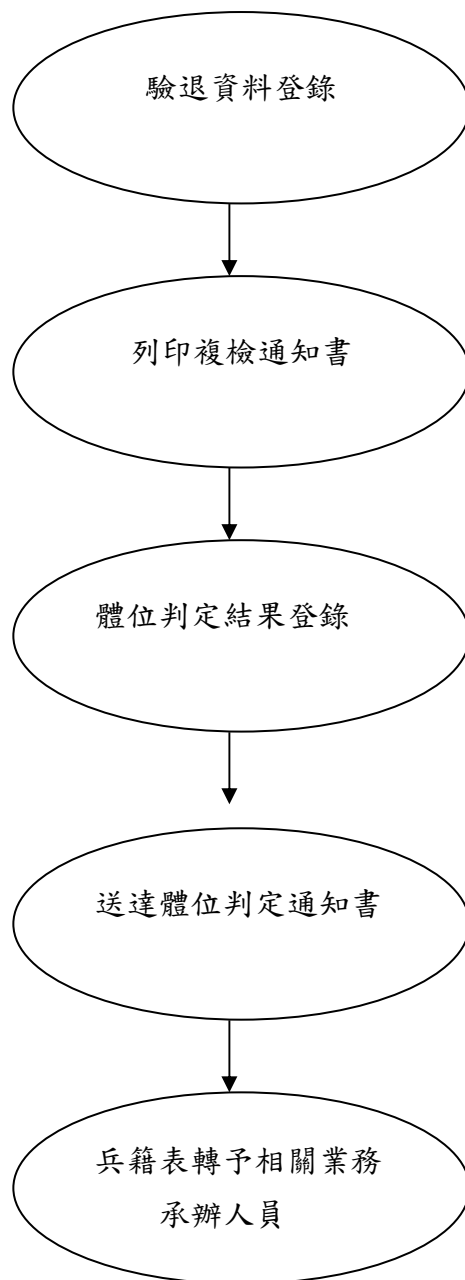 驗退資料登錄
列印複檢通知書
體位判定結果登錄
送達體位判定通知書
兵籍表轉予相關業務
承辦人員